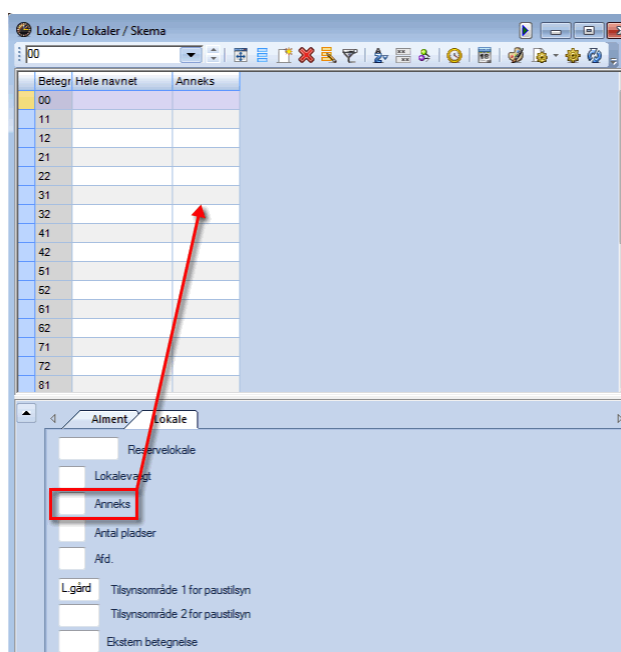 Lokale / Lokaler / Skema
00
Betegr Hele navnet Anneks
00
11
12
21
22
31
32
41
42
51
52
61
62
71
72
81
Alment Lokale
Reservelokale
Lokalevægt
Anneks
Antal pladser
Afd.
L.gård Tilsynsområde 1 for paustilsyn
Tilsynsområde 2 for paustilsyn
Ekstern betegnelse